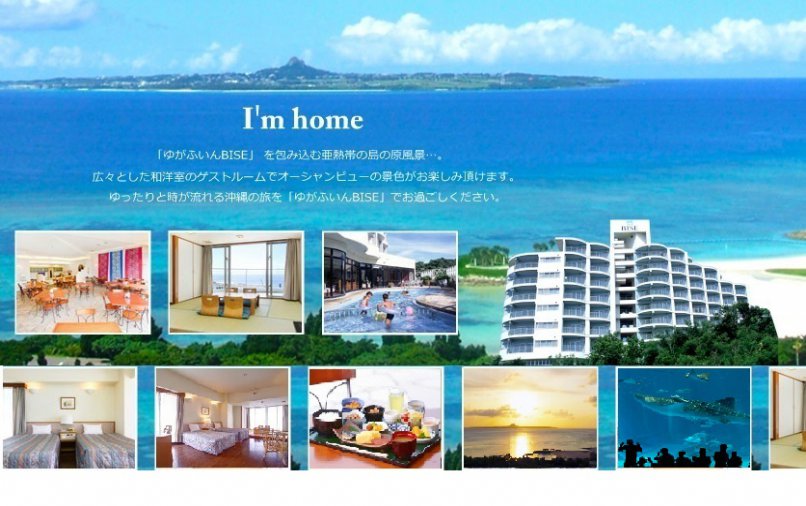 I'm home
「ゆがふいんBISE」 を包み込む亜熱帯の島の原風景…。
広々とした和洋室のゲストルームでオーシャンビューの景色がお楽しみ頂けます。
ゆったりと時が流れる沖縄の旅を「ゆがふいんBISE」でお過ごしください。
BISE